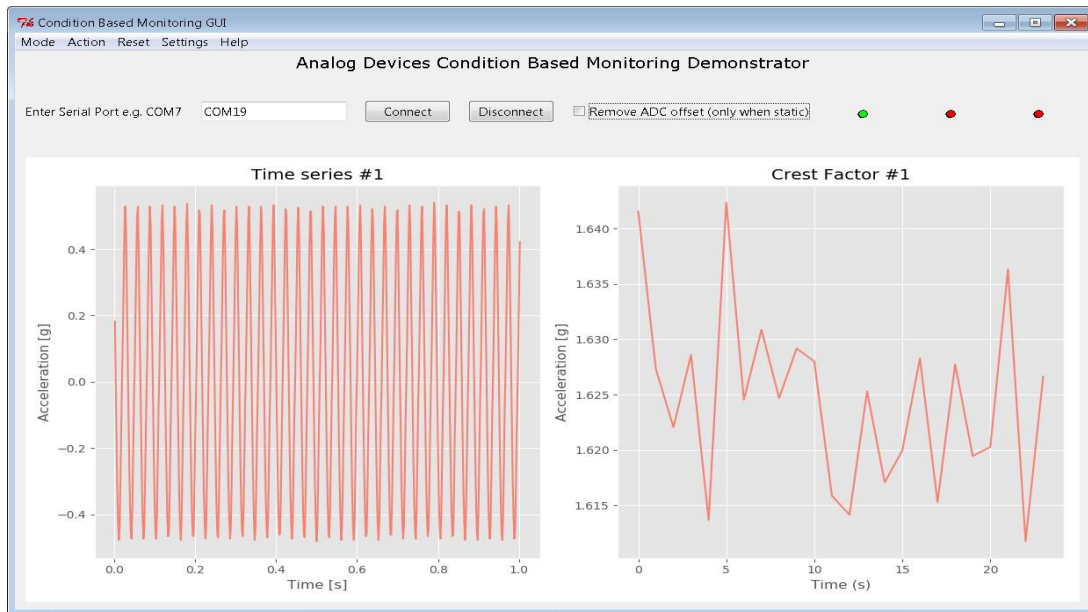 Condition Based Monitoring GUI
Mode Action Reset Settings Help
Analog Devices Condition Based Monitoring Demonstrator
Enter Serial Port e.g. COM7 COM19 Connect Disconnect Remove ADC offset (only when static)
Time series #1
0.4
0.2
0.0
−0.2
−0.4
Acceleration [g]
0.0 0.2 0.4 0.6 0.8 1.0
Time [s]
Crest Factor #1
1.640
1.635
1.630
1.625
1.620
1.615
Acceleration [g]
0 5 10 15 20
Time (s)